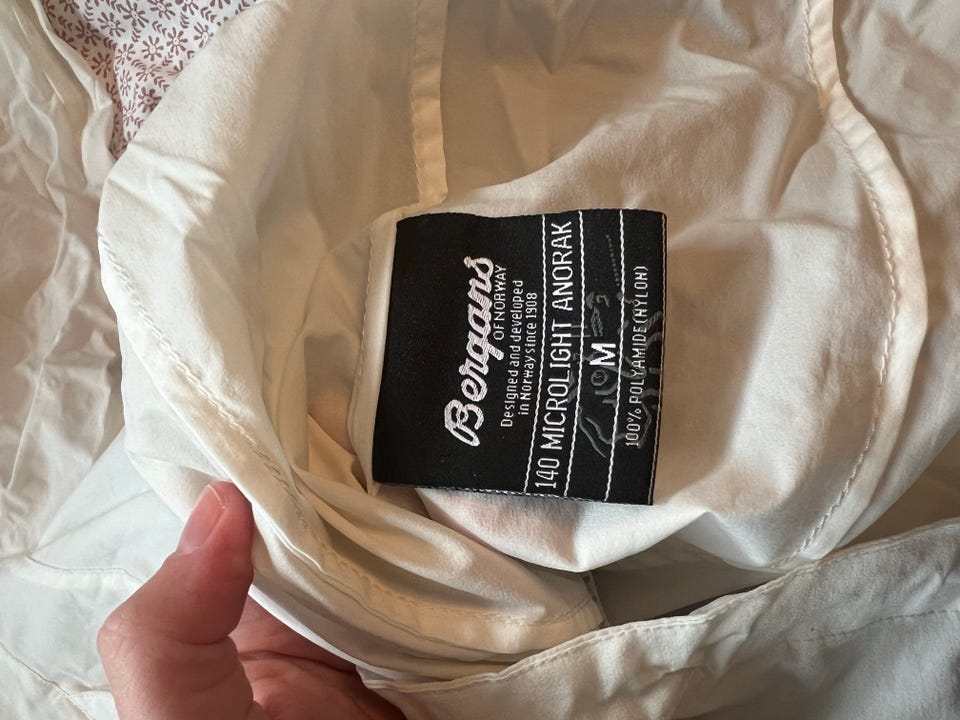 Bergans
OF NORWAY
Designed and developed
in Norway since 1908
140 MICROLIGHT ANORAK
M
100% POLYAMIDE (NYLON)